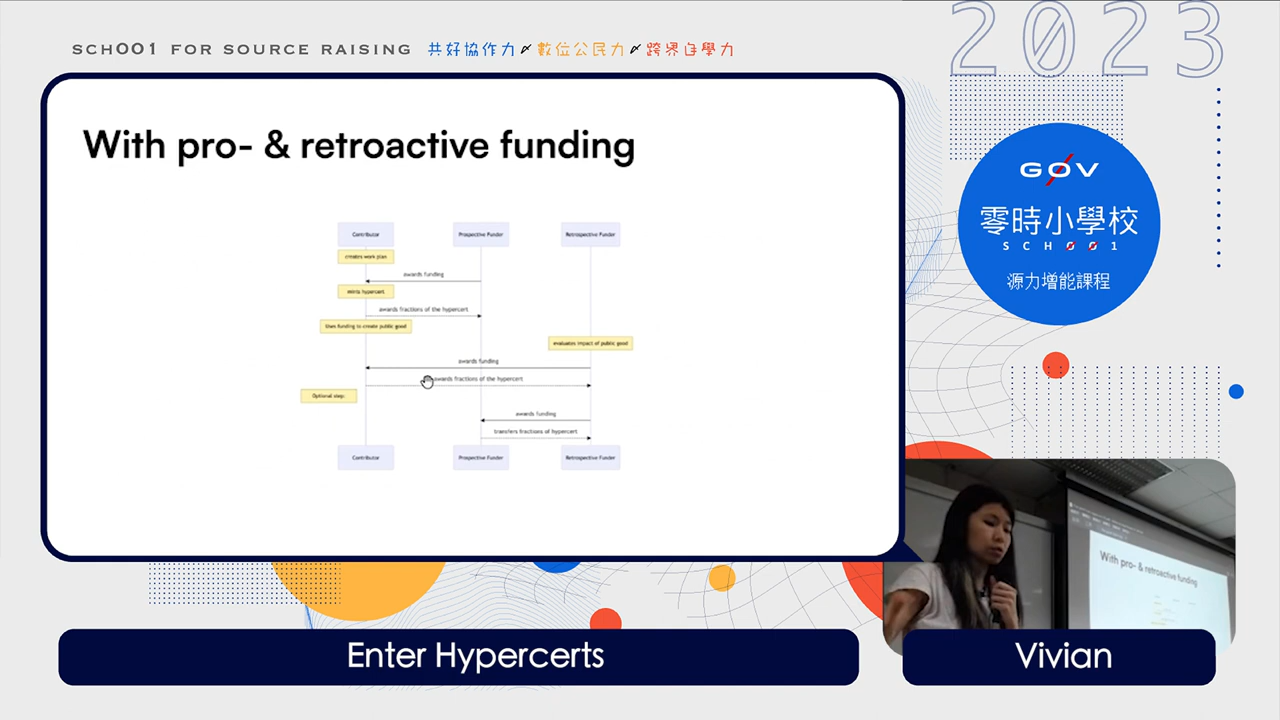 SCH001 FOR SOURCE RAISING 共好協作力 數位公民力 跨界自學力
2023
With pro- & retroactive funding
Contributor
Prospective Funder
Retrospective Funder
creates work plan
awards funding
mints hypercert
awards fractions of the hypercert
Uses funding to create public good
evaluates impact of public good
awards funding
awards fractions of the hypercert
Optional step:
awards funding
transfers fractions of hypercert
Contributor
Prospective Funder
Retrospective Funder
G0V
零時小學校
SCH001
源力增能課程
With pro- & retroactive funding
Enter Hypercerts
Vivian